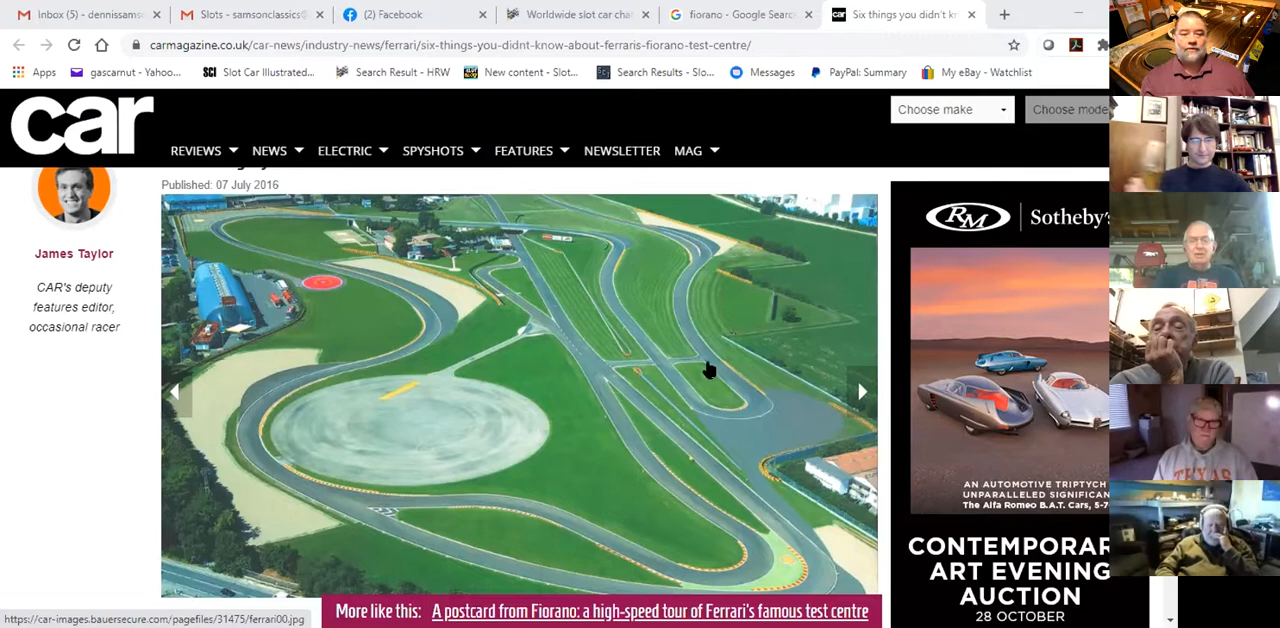 Inbox (5) - dennissams
Slots - samsonclassics@
(2) Facebook
Worldwide slot car chat
fiorano - Google Search
Six things you didn't kn
carmagazine.co.uk/car-news/industry-news/ferrari/six-things-you-didnt-know-about-ferraris-fiorano-test-centre/
Apps
gascarnut - Yahoo...
SCI
Slot Car Illustrated...
Search Result - HRW
New content - Slot...
Search Results - Slo...
Messages
PayPal: Summary
My eBay - Watchlist
car
Choose make
Choose mode
REVIEWS
NEWS
ELECTRIC
SPYSHOTS
FEATURES
NEWSLETTER
MAG
Published: 07 July 2016
James Taylor
CAR's deputy
features editor,
occasional racer
RM Sotheby's
AN AUTOMOTIVE TRIPTYCH
UNPARALLELED SIGNIFICAN
The Alfa Romeo B.A.T. Cars, 5-7
CONTEMPORAR
ART EVENING
AUCTION
28 OCTOBER
More like this: A postcard from Fiorano: a high-speed tour of Ferrari's famous test centre
https://car-images.bauersecure.com/pagefiles/31475/ferrari00.jpg
TEXAS